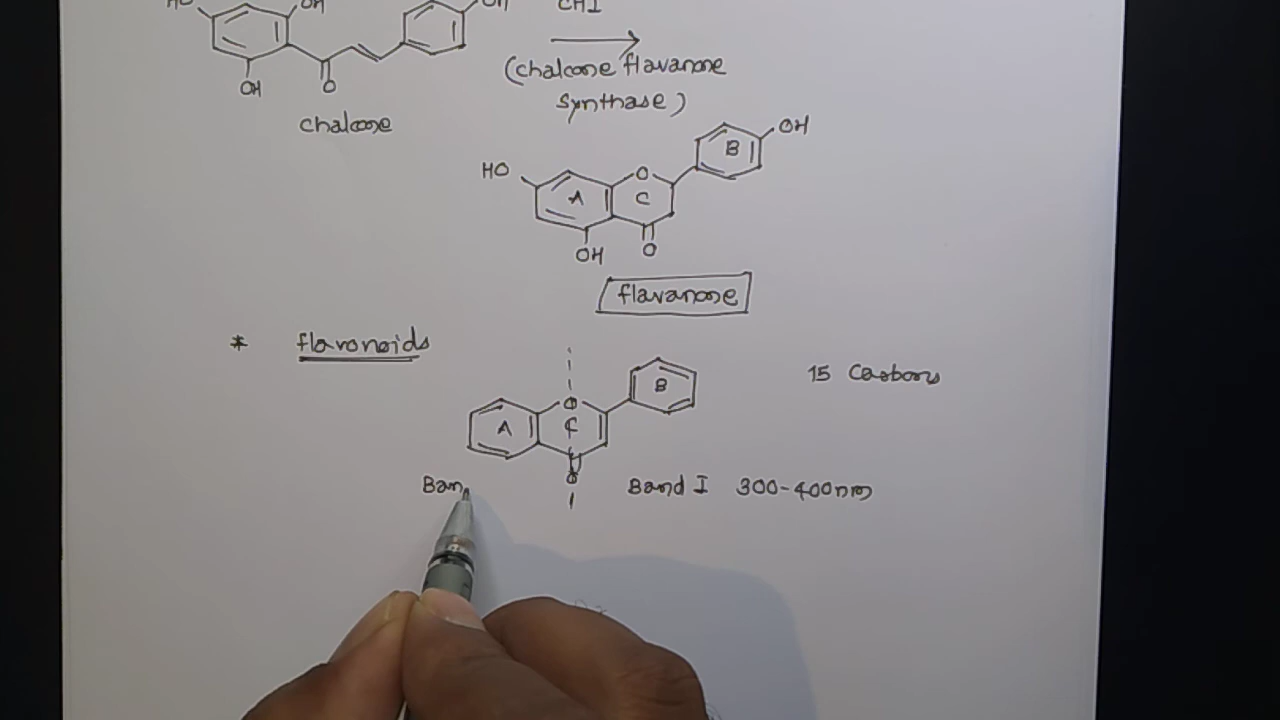 HO OH OH
CHI
OH O
(chalcone flavanone
synthase)
chalcone
OH
B
HO
O
A C
OH O
flavanone
* flavonoids
15 Carbons
B
O
A C
O
Ban Band I 300-400nm